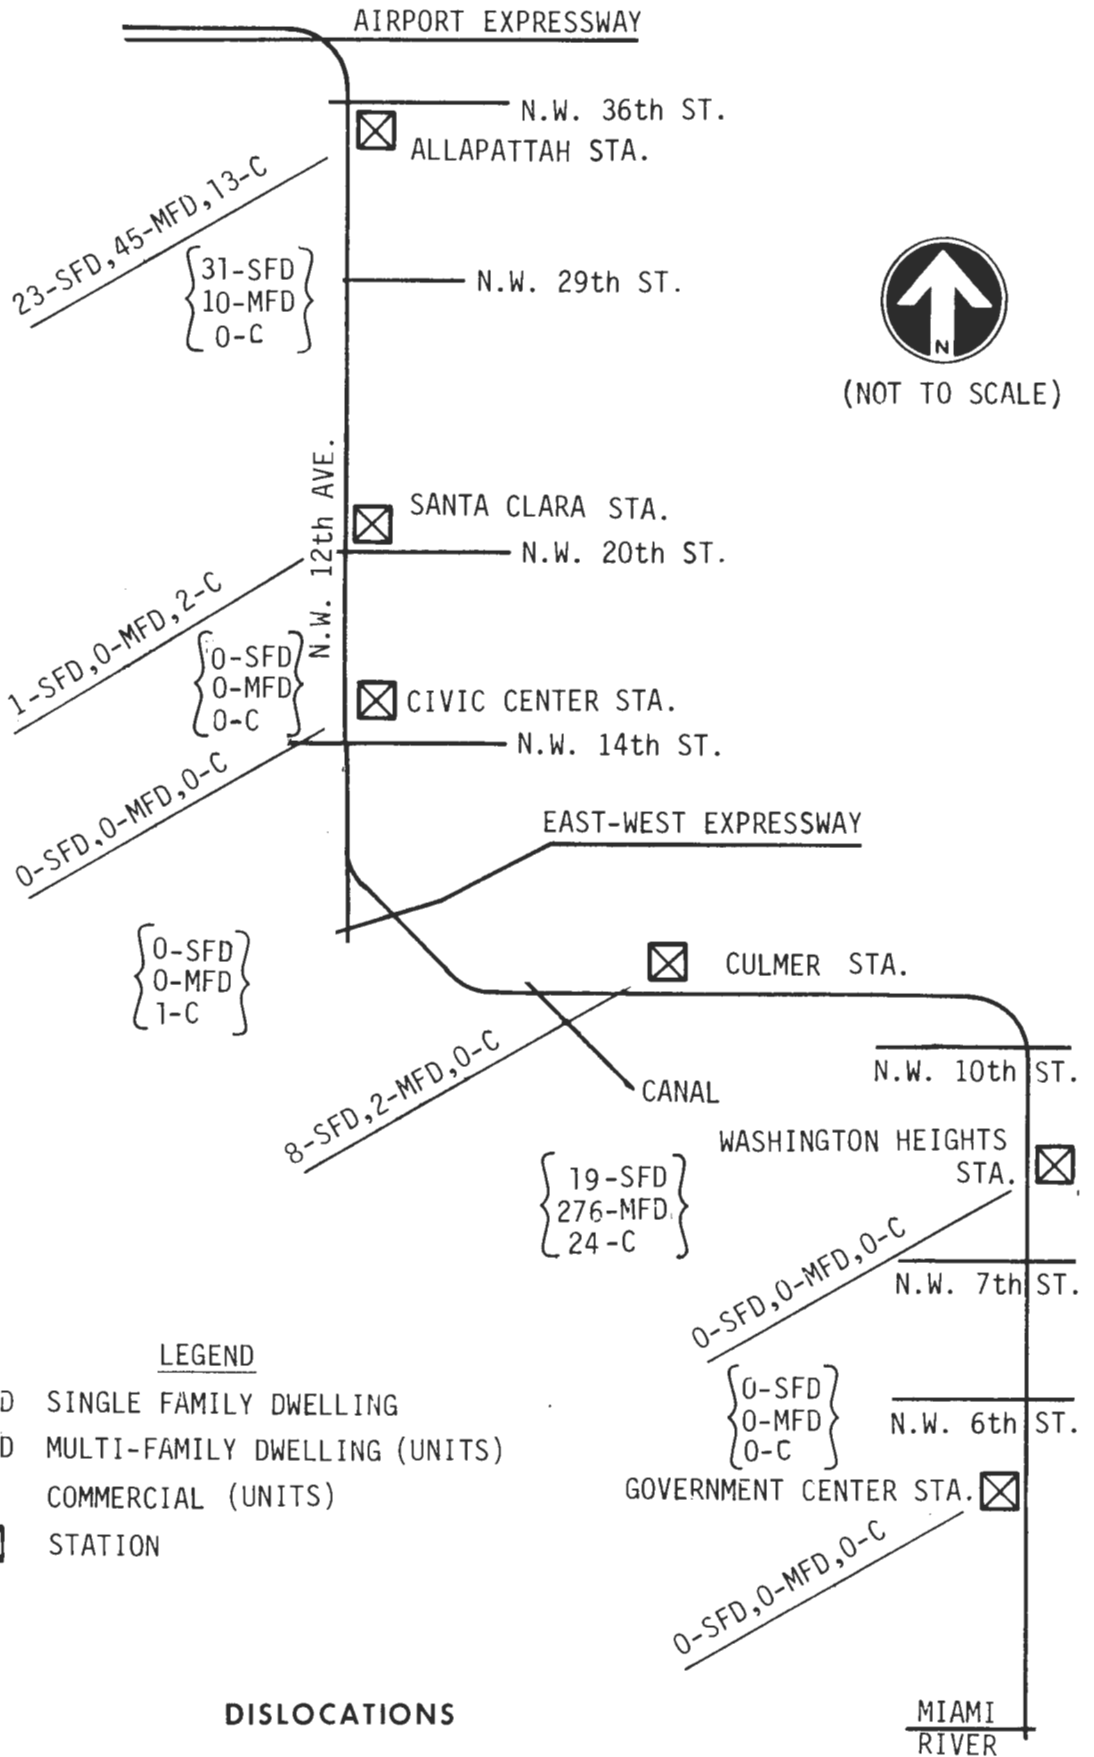 AIRPORT EXPRESSWAY
N.W. 36th ST.
ALLAPATTAH STA.
23-SFD,45-MFD,13-C
31-SFD
10-MFD
0-C
N.W. 29th ST.
N
(NOT TO SCALE)
N.W. 12th AVE.
SANTA CLARA STA.
N.W. 20th ST.
1-SFD,0-MFD,2-C
0-SFD
0-MFD
0-C
CIVIC CENTER STA.
N.W. 14th ST.
0-SFD,0-MFD,0-C
EAST-WEST EXPRESSWAY
0-SFD
0-MFD
1-C
CULMER STA.
8-SFD,2-MFD,0-C
CANAL
N.W. 10th ST.
WASHINGTON HEIGHTS
STA.
19-SFD
276-MFD
24-C
0-SFD,0-MFD,0-C
N.W. 7th ST.
0-SFD
0-MFD
0-C
N.W. 6th ST.
GOVERNMENT CENTER STA.
0-SFD,0-MFD,0-C
LEGEND
D SINGLE FAMILY DWELLING
D MULTI-FAMILY DWELLING (UNITS)
COMMERCIAL (UNITS)
STATION
DISLOCATIONS
MIAMI
RIVER